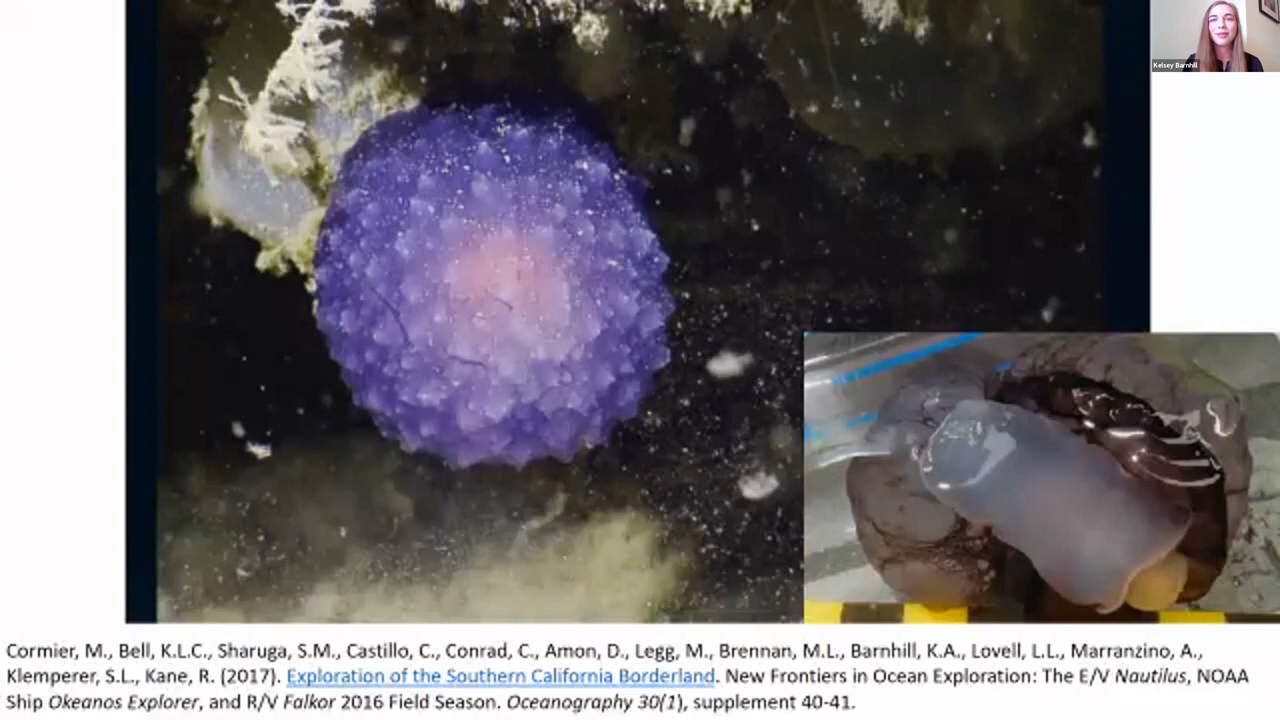 Kelsey Barnhill
Cormier, M., Bell, K.L.C., Sharuga, S.M., Castillo, C., Conrad, C., Amon, D., Legg, M., Brennan, M.L., Barnhill, K.A., Lovell, L.L., Marranzino, A.,
Klemperer, S.L., Kane, R. (2017). Exploration of the Southern California Borderland. New Frontiers in Ocean Exploration: The E/V Nautilus, NOAA
Ship Okeanos Explorer, and R/V Falkor 2016 Field Season. Oceanography 30(1), supplement 40-41.